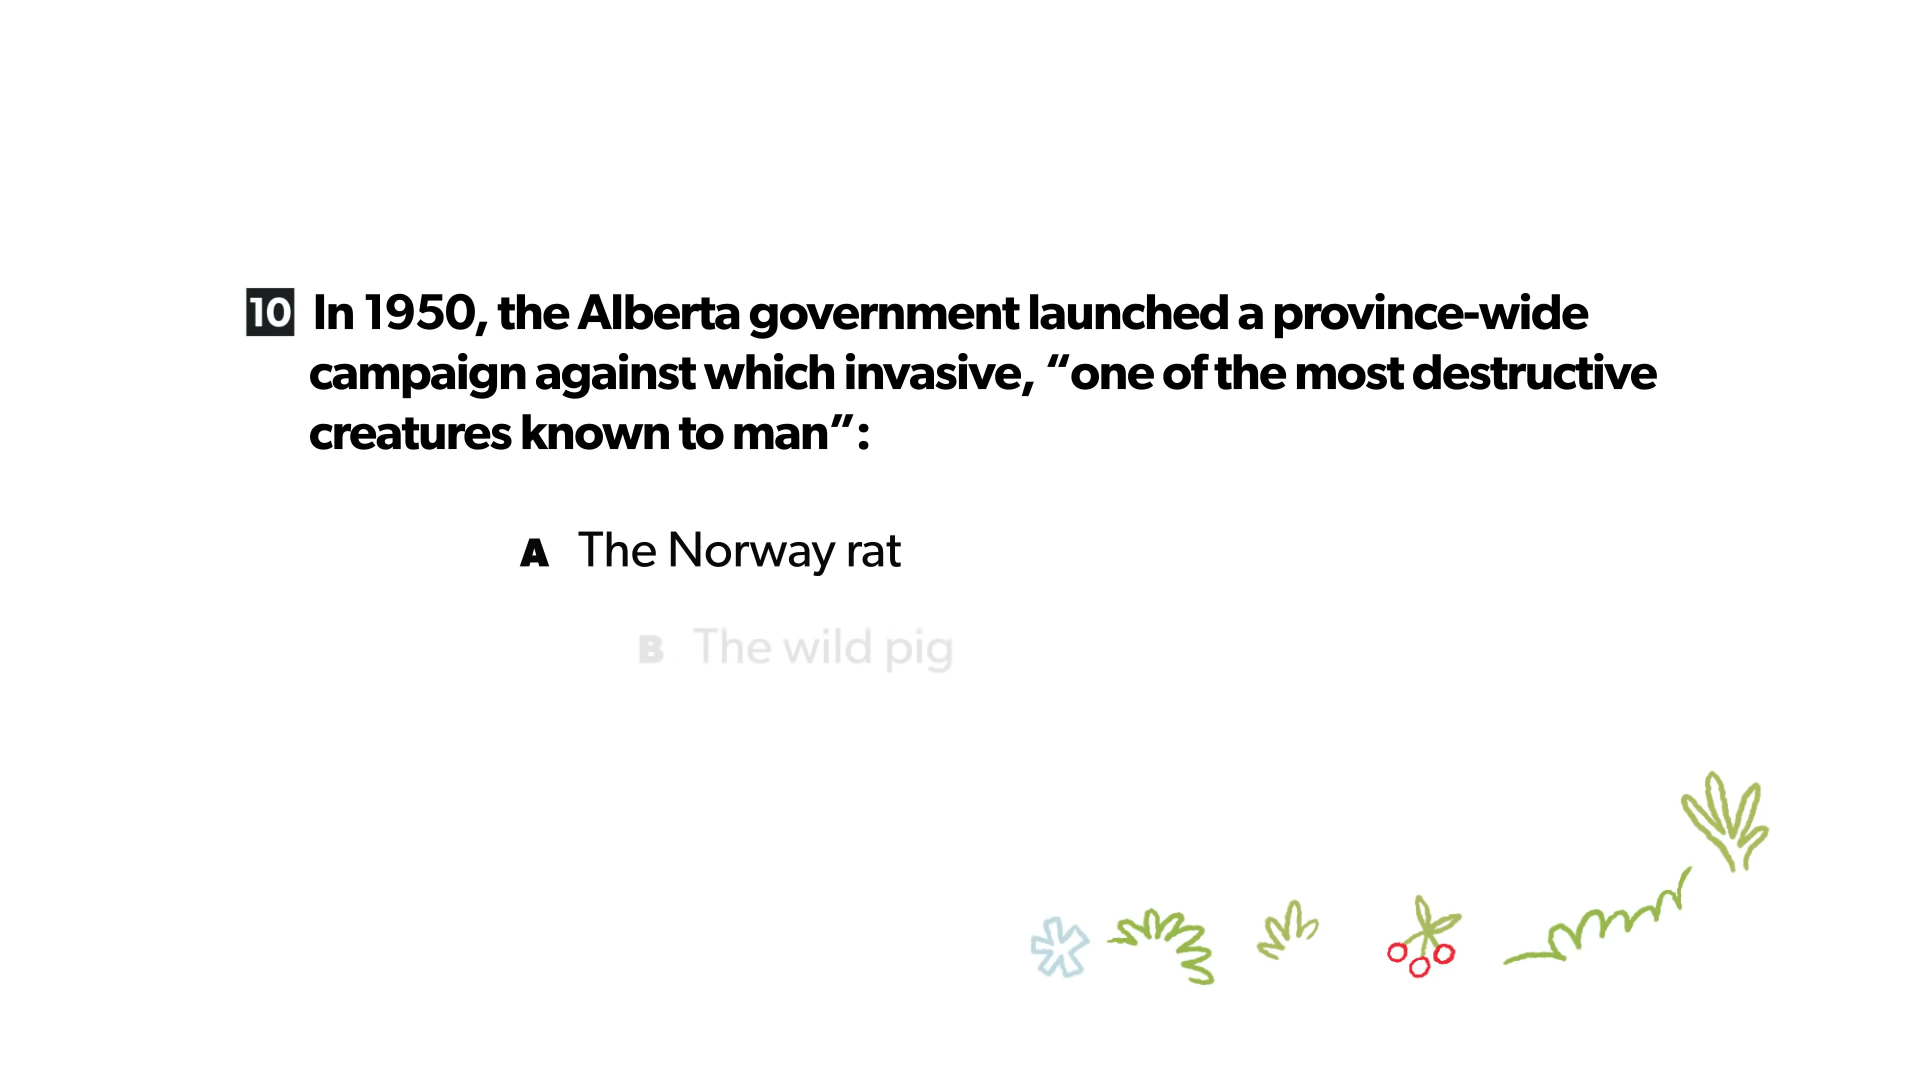 10 In 1950, the Alberta government launched a province-wide
campaign against which invasive, “one of the most destructive
creatures known to man”:
A The Norway rat
B The wild pig